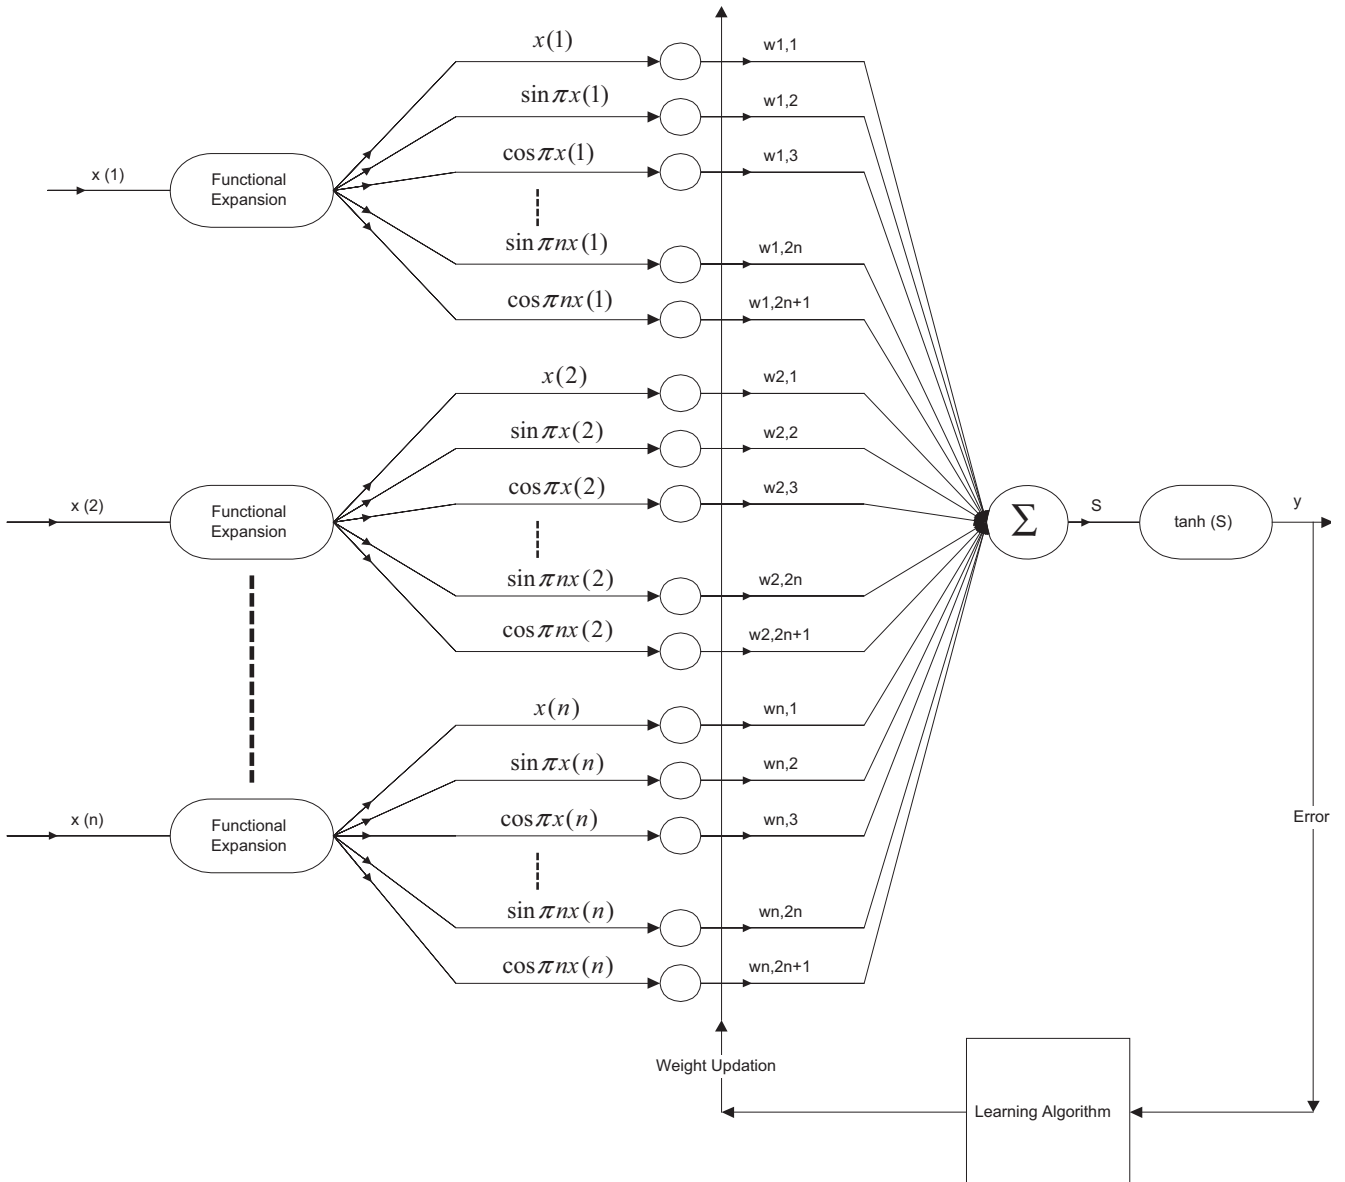 x(1)
w1,1
sin πx(1)
w1,2
cos πx(1)
w1,3
x (1)
Functional
Expansion
sin πnx(1)
w1,2n
cos πnx(1)
w1,2n+1
x(2)
w2,1
sin πx(2)
w2,2
cos πx(2)
w2,3
x (2)
Functional
Expansion
Σ
S
tanh (S)
y
sin πnx(2)
w2,2n
cos πnx(2)
w2,2n+1
x(n)
wn,1
sin πx(n)
wn,2
cos πx(n)
wn,3
x (n)
Functional
Expansion
Error
sin πnx(n)
wn,2n
cos πnx(n)
wn,2n+1
Weight Updation
Learning Algorithm